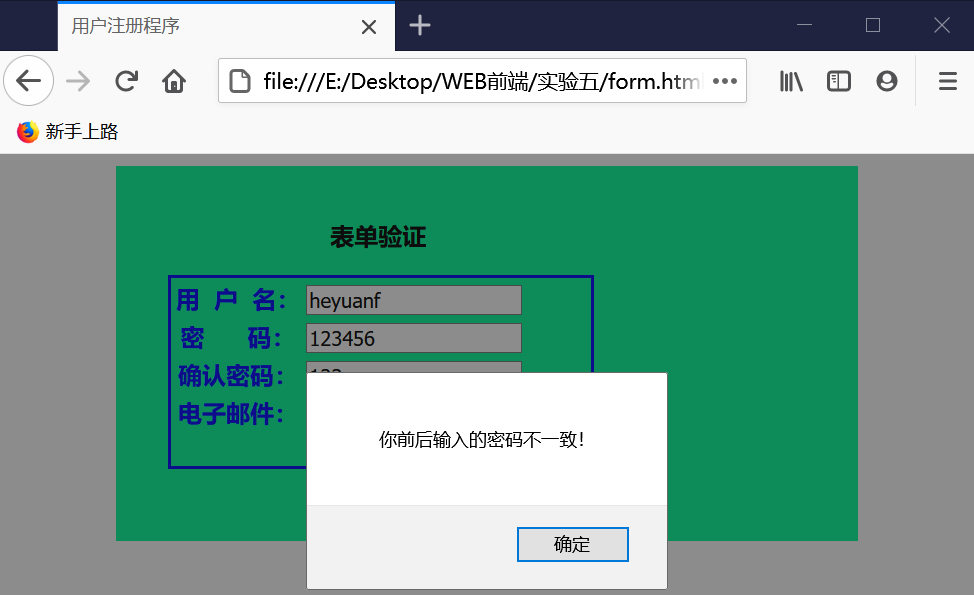 用户注册程序
file:///E:/Desktop/WEB前端/实验五/form.htm
新手上路
表单验证
用 户 名： heyuanf
密 码： 123456
确认密码：
电子邮件：
你前后输入的密码不一致！
确定